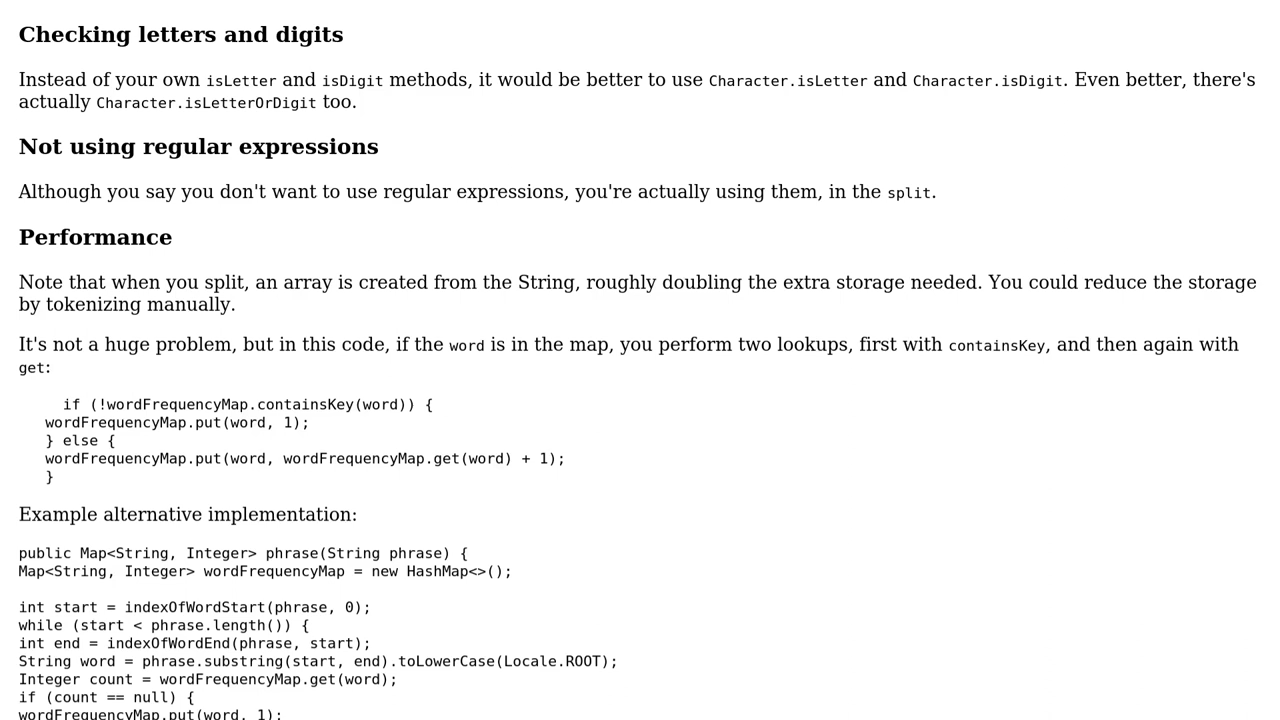 Checking letters and digits
Instead of your own isLetter and isDigit methods, it would be better to use Character.isLetter and Character.isDigit. Even better, there's
actually Character.isLetterOrDigit too.
Not using regular expressions
Although you say you don't want to use regular expressions, you're actually using them, in the split.
Performance
Note that when you split, an array is created from the String, roughly doubling the extra storage needed. You could reduce the storage
by tokenizing manually.
It's not a huge problem, but in this code, if the word is in the map, you perform two lookups, first with containsKey, and then again with
get:
if (!wordFrequencyMap.containsKey(word)) {
wordFrequencyMap.put(word, 1);
} else {
wordFrequencyMap.put(word, wordFrequencyMap.get(word) + 1);
}
Example alternative implementation:
public Map<String, Integer> phrase(String phrase) {
Map<String, Integer> wordFrequencyMap = new HashMap<>();
int start = indexOfWordStart(phrase, 0);
while (start < phrase.length()) {
int end = indexOfWordEnd(phrase, start);
String word = phrase.substring(start, end).toLowerCase(Locale.ROOT);
Integer count = wordFrequencyMap.get(word);
if (count == null) {
wordFrequencyMap.put(word, 1);